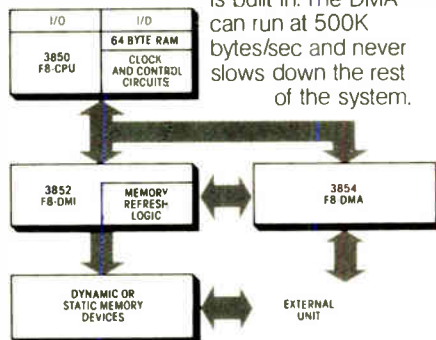 is built in. The DMA
can run at 500K
bytes/sec and never
slows down the rest
of the system.
I/O
I/O
3850
F8-CPU
64 BYTE RAM
CLOCK
AND CONTROL
CIRCUITS
3852
F8-DMI
MEMORY
REFRESH
LOGIC
3854
F8-DMA
DYNAMIC OR
STATIC MEMORY
DEVICES
EXTERNAL
UNIT